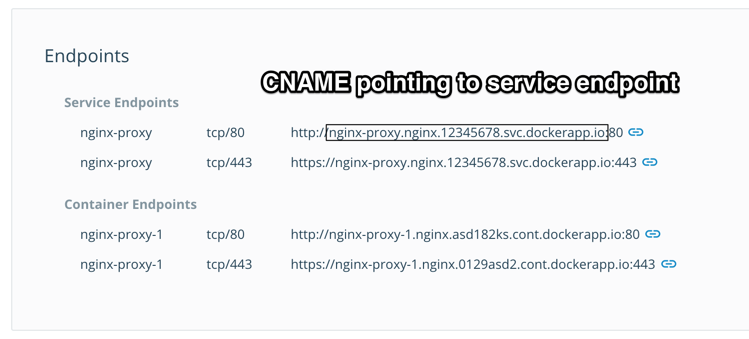 Endpoints
CNAME pointing to service endpoint
Service Endpoints
nginx-proxy tcp/80 http://nginx-proxy.nginx.12345678.svc.dockerapp.io:80
nginx-proxy tcp/443 https://nginx-proxy.nginx.12345678.svc.dockerapp.io:443
Container Endpoints
nginx-proxy-1 tcp/80 http://nginx-proxy-1.nginx.asd182ks.cont.dockerapp.io:80
nginx-proxy-1 tcp/443 https://nginx-proxy-1.nginx.0129asd2.cont.dockerapp.io:443